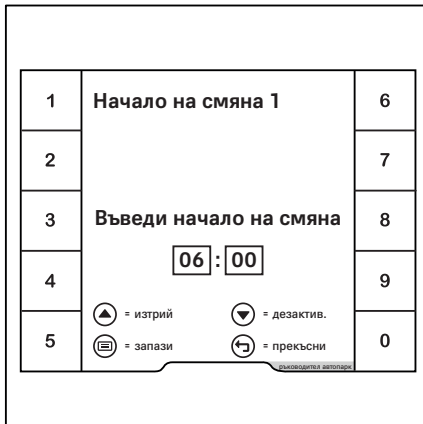 1 Начало на смяна 1 6
2 7
3 Въведи начало на смяна 8
06 : 00
4 9
= изтрий = дезактив.
5 = запази = прекъсни 0
ръководител автопарк